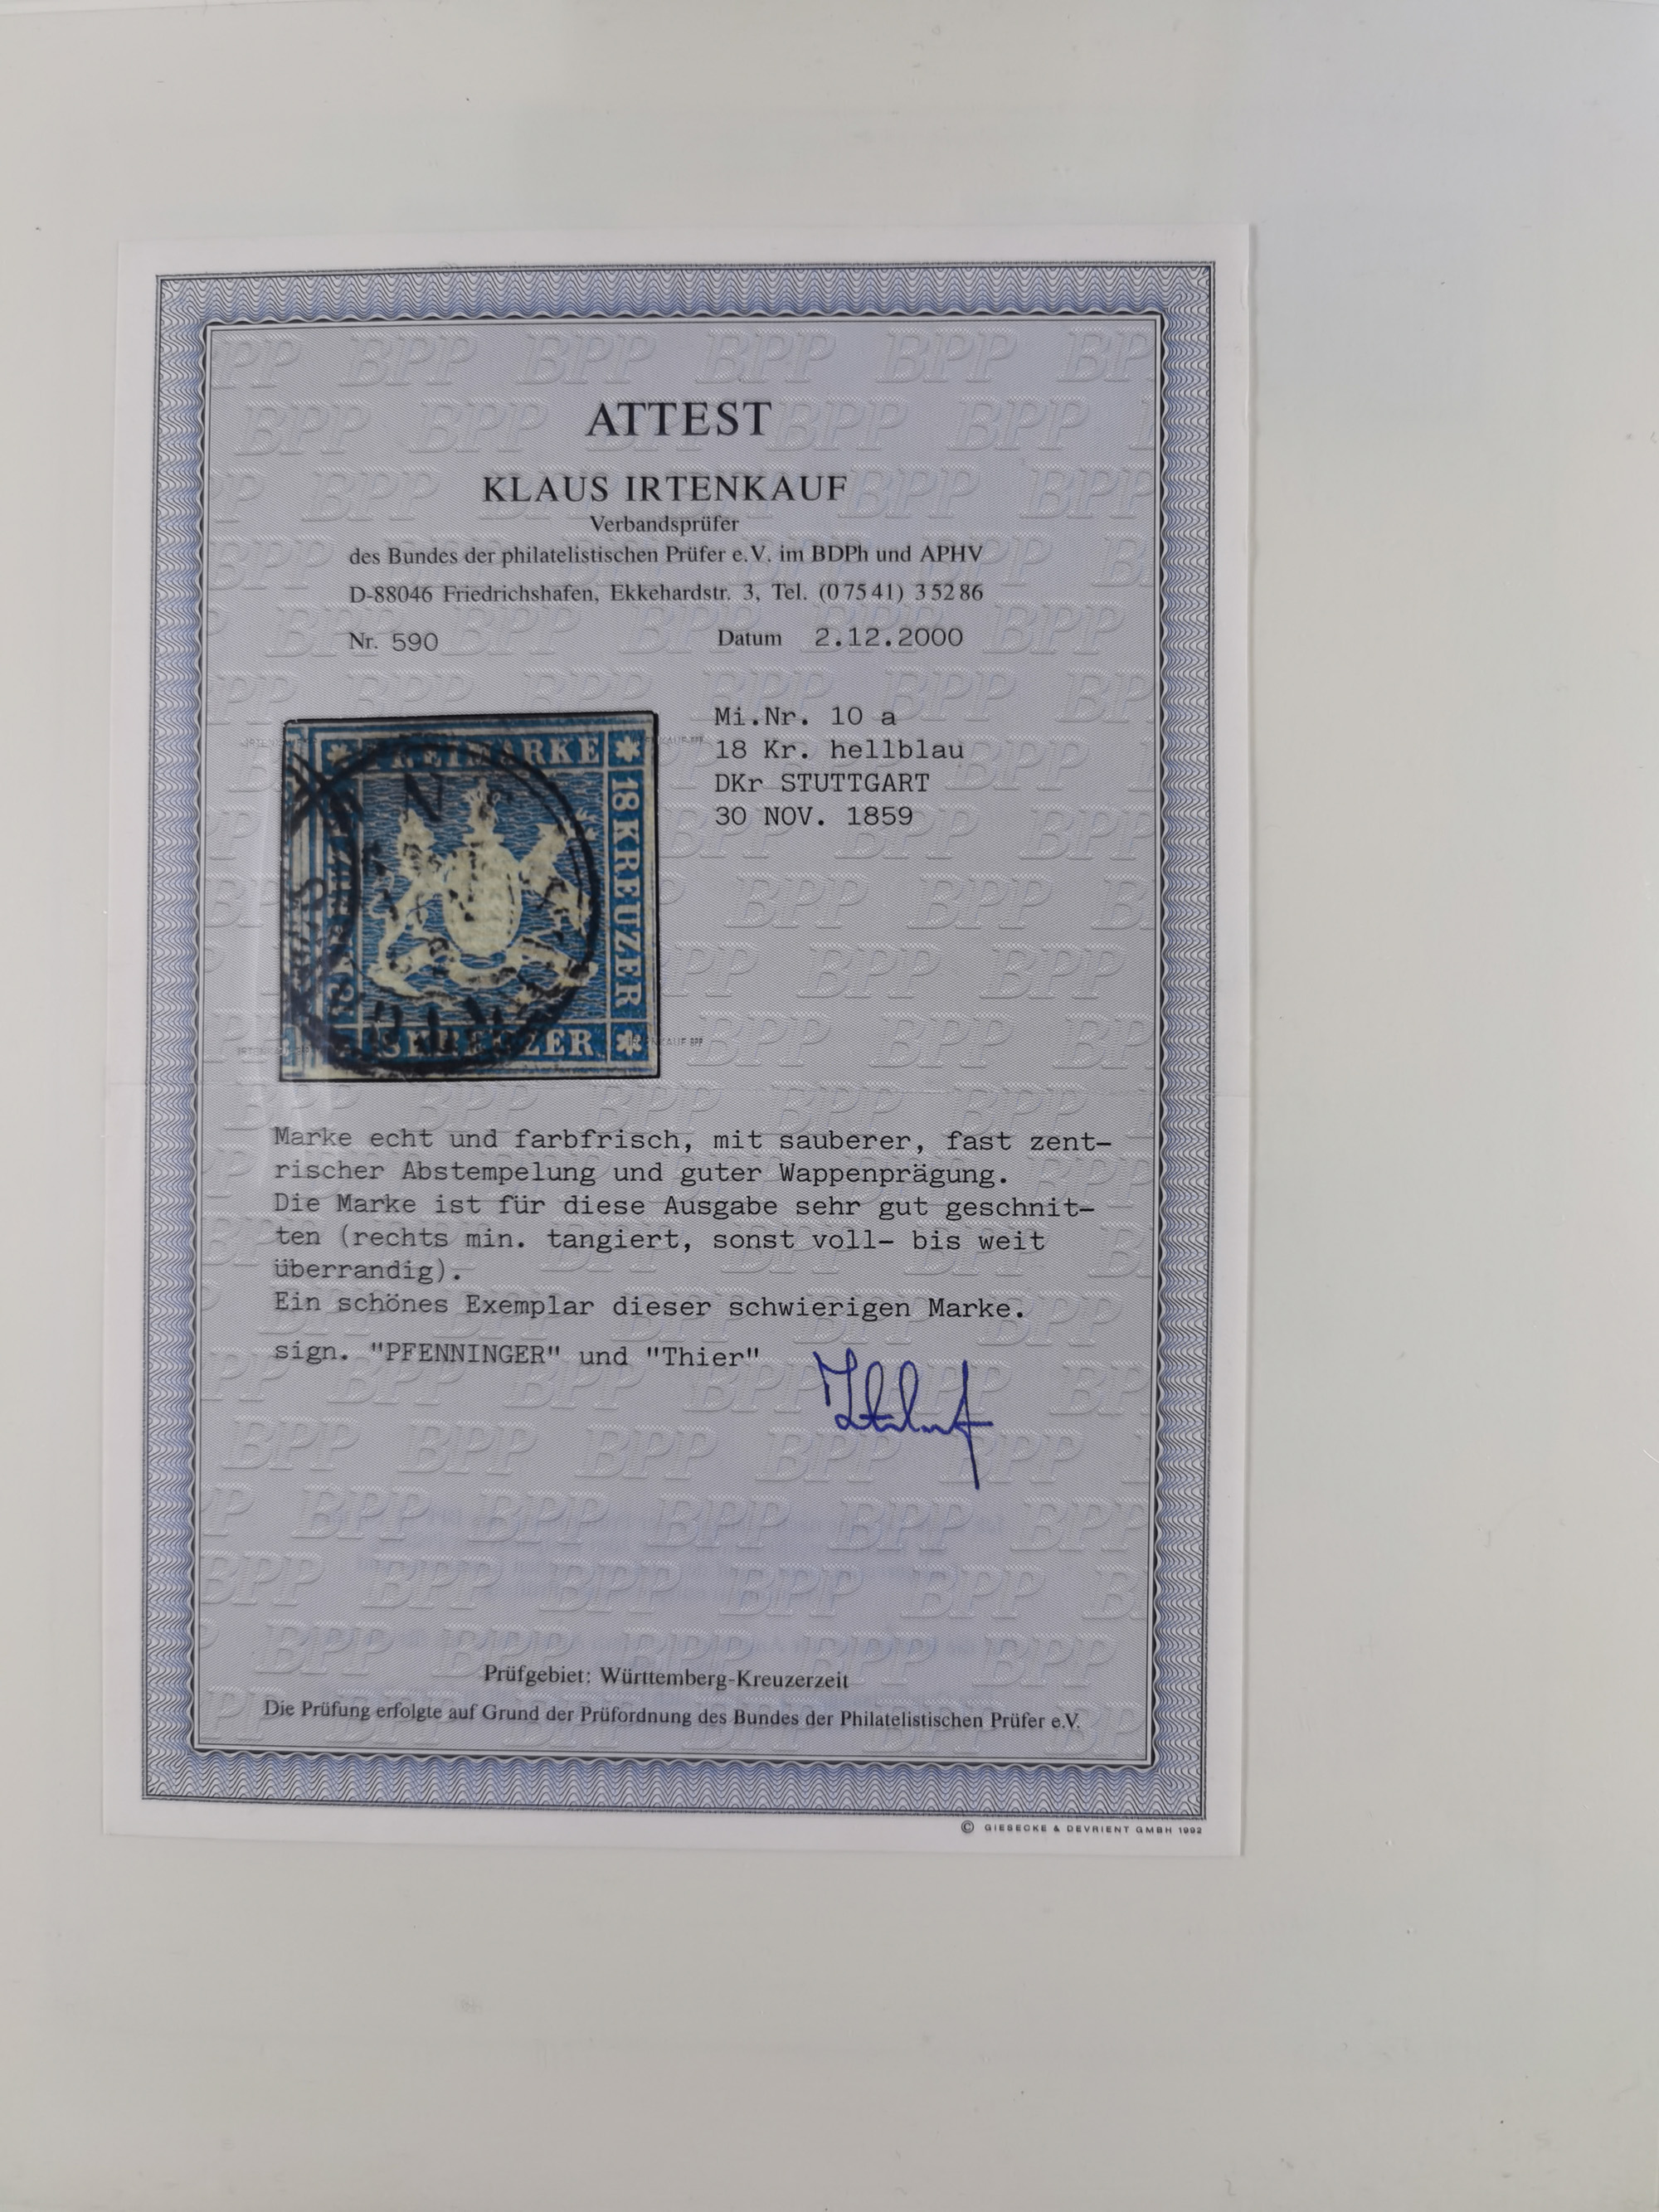 ATTEST
KLAUS IRTENKAUF
Verbandsprüfer
des Bundes der philatelistischen Prüfer e.V. im BDPh und APHV
D-88046 Friedrichshafen, Ekkehardstr. 3, Tel. (07541) 35286
Nr. 590 Datum 2.12.2000
Mi.Nr. 10 a
18 Kr. hellblau
DKr STUTTGART
30 NOV. 1859
FREIMARKE
18 KREUZER
Marke echt und farbfrisch, mit sauberer, fast zent-
rischer Abstempelung und guter Wappenprägung.
Die Marke ist für diese Ausgabe sehr gut geschnit-
ten (rechts min. tangiert, sonst voll- bis weit
überrandig).
Ein schönes Exemplar dieser schwierigen Marke.
sign. "PFENNINGER" und "Thier"
Prüfgebiet: Württemberg-Kreuzerzeit
Die Prüfung erfolgte auf Grund der Prüfordnung des Bundes der Philatelistischen Prüfer e.V.
© GIESECKE & DEVRIENT GMBH 1992